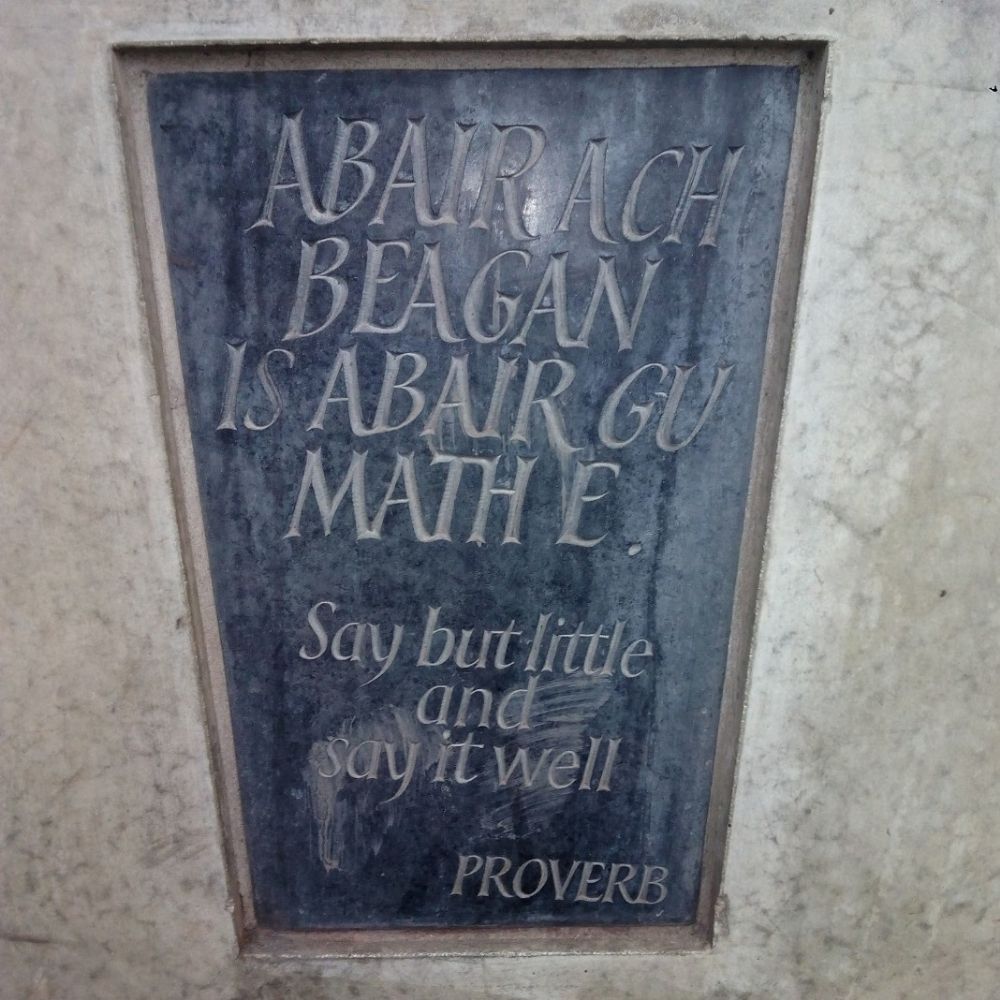 ABAIR ACH
BEAGAN
IS ABAIR GU
MATH E.
Say but little
and
say it well
PROVERB